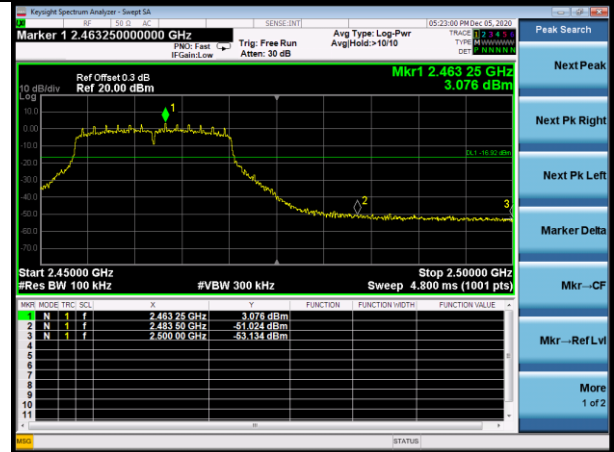 Keysight Spectrum Analyzer - Swept SA
RF 50 Ω AC SENSE:INT 05:23:00 PM Dec 05, 2020
Marker 1 2.463250000000 GHz
PNO: Fast
IFGain:Low
Trig: Free Run
Atten: 30 dB
Avg Type: Log-Pwr
Avg|Hold:>10/10
TRACE 1 2 3 4 5 6
TYPE M WWWWW
DET P N N N N N
Peak Search
Mkr1 2.463 25 GHz
3.076 dBm
Ref Offset 0.3 dB
10 dB/div Ref 20.00 dBm
Log
10.0
0.00
-10.0
-20.0
-30.0
-40.0
-50.0
-60.0
-70.0
1
2
3
DL1 -16.92 dBm
Start 2.45000 GHz
Stop 2.50000 GHz
#Res BW 100 kHz
#VBW 300 kHz
Sweep 4.800 ms (1001 pts)
MKR MODE TRC SCL X Y FUNCTION FUNCTION WIDTH FUNCTION VALUE
1 N 1 f 2.463 25 GHz 3.076 dBm
2 N 1 f 2.483 50 GHz -51.024 dBm
3 N 1 f 2.500 00 GHz -53.134 dBm
4
5
6
7
8
9
10
11
MSG
STATUS
Next Peak
Next Pk Right
Next Pk Left
Marker Delta
Mkr→CF
Mkr→RefLvl
More
1 of 2